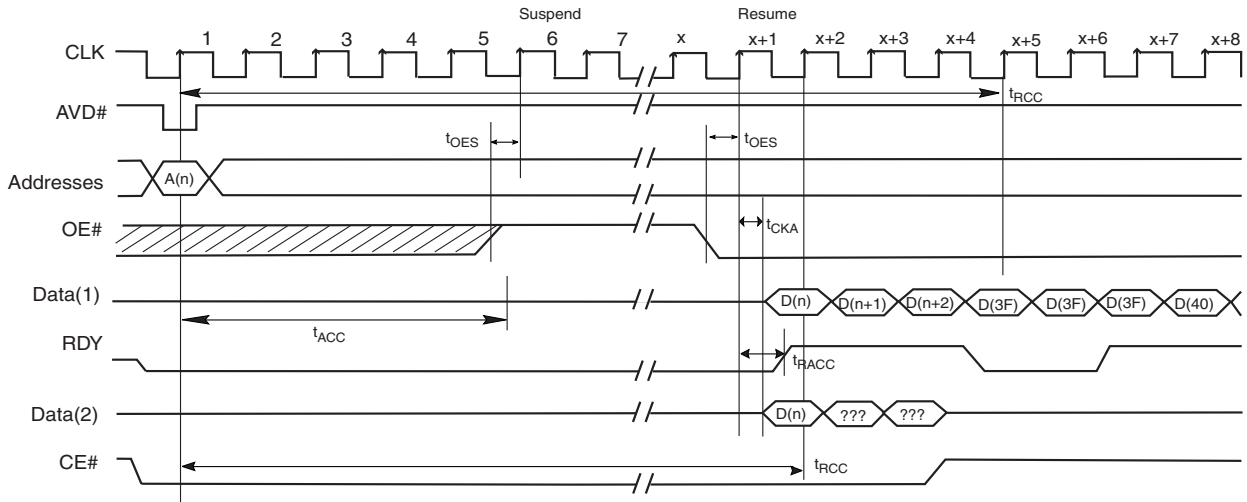 Suspend Resume
CLK 1 2 3 4 5 6 7 x x+1 x+2 x+3 x+4 x+5 x+6 x+7 x+8
tRCC
AVD#
tOES tOES
Addresses A(n)
OE#
tCKA
Data(1) D(n) D(n+1) D(n+2) D(3F) D(3F) D(3F) D(40)
tACC
RDY
tRACC
Data(2) D(n) ??? ???
CE#
tRCC